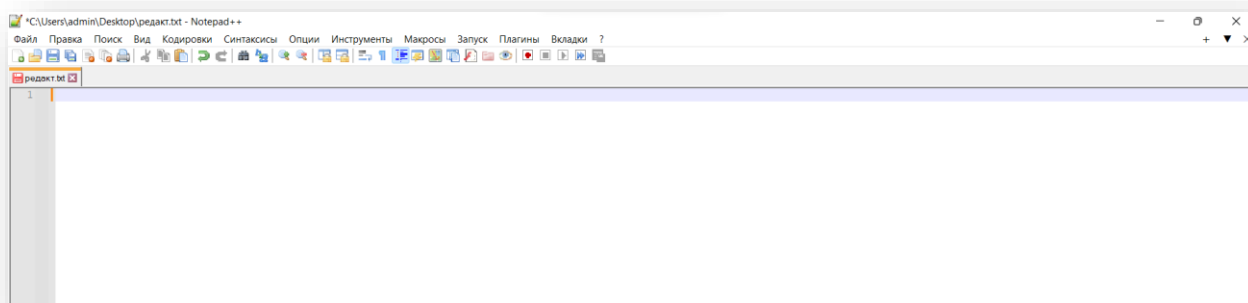 *C:\Users\admin\Desktop\редакт.txt - Notepad++
Файл Правка Поиск Вид Кодировки Синтаксисы Опции Инструменты Макросы Запуск Плагины Вкладки ?
редакт.txt
1